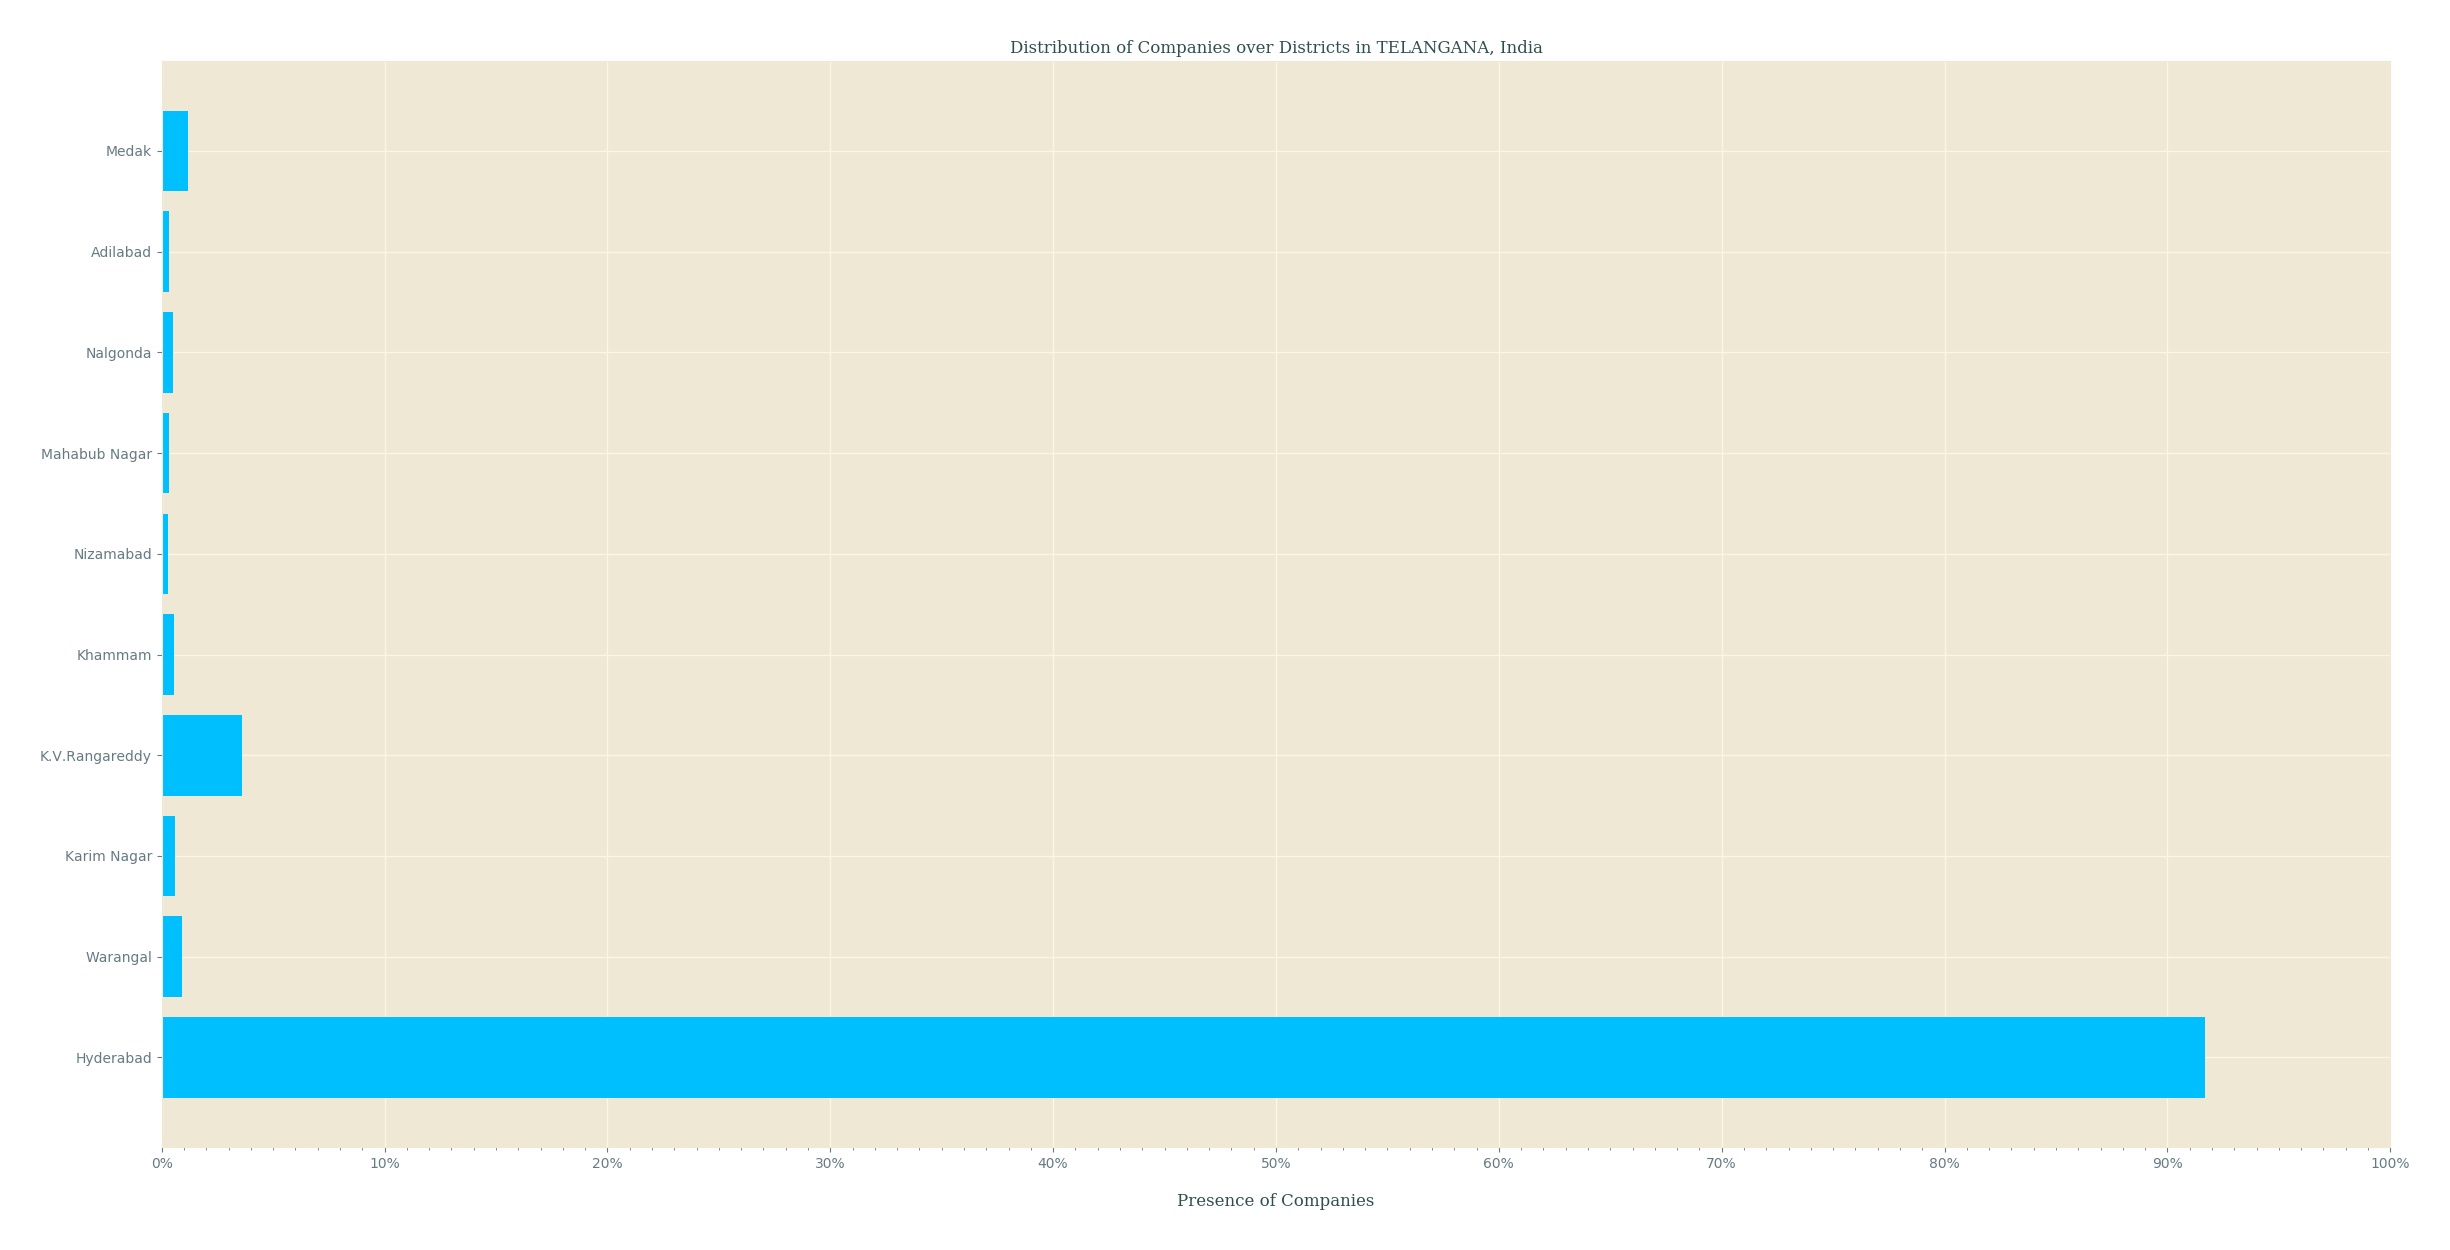 Distribution of Companies over Districts in TELANGANA, India
Medak
Adilabad
Nalgonda
Mahabub Nagar
Nizamabad
Khammam
K.V.Rangareddy
Karim Nagar
Warangal
Hyderabad
0% 10% 20% 30% 40% 50% 60% 70% 80% 90% 100%
Presence of Companies